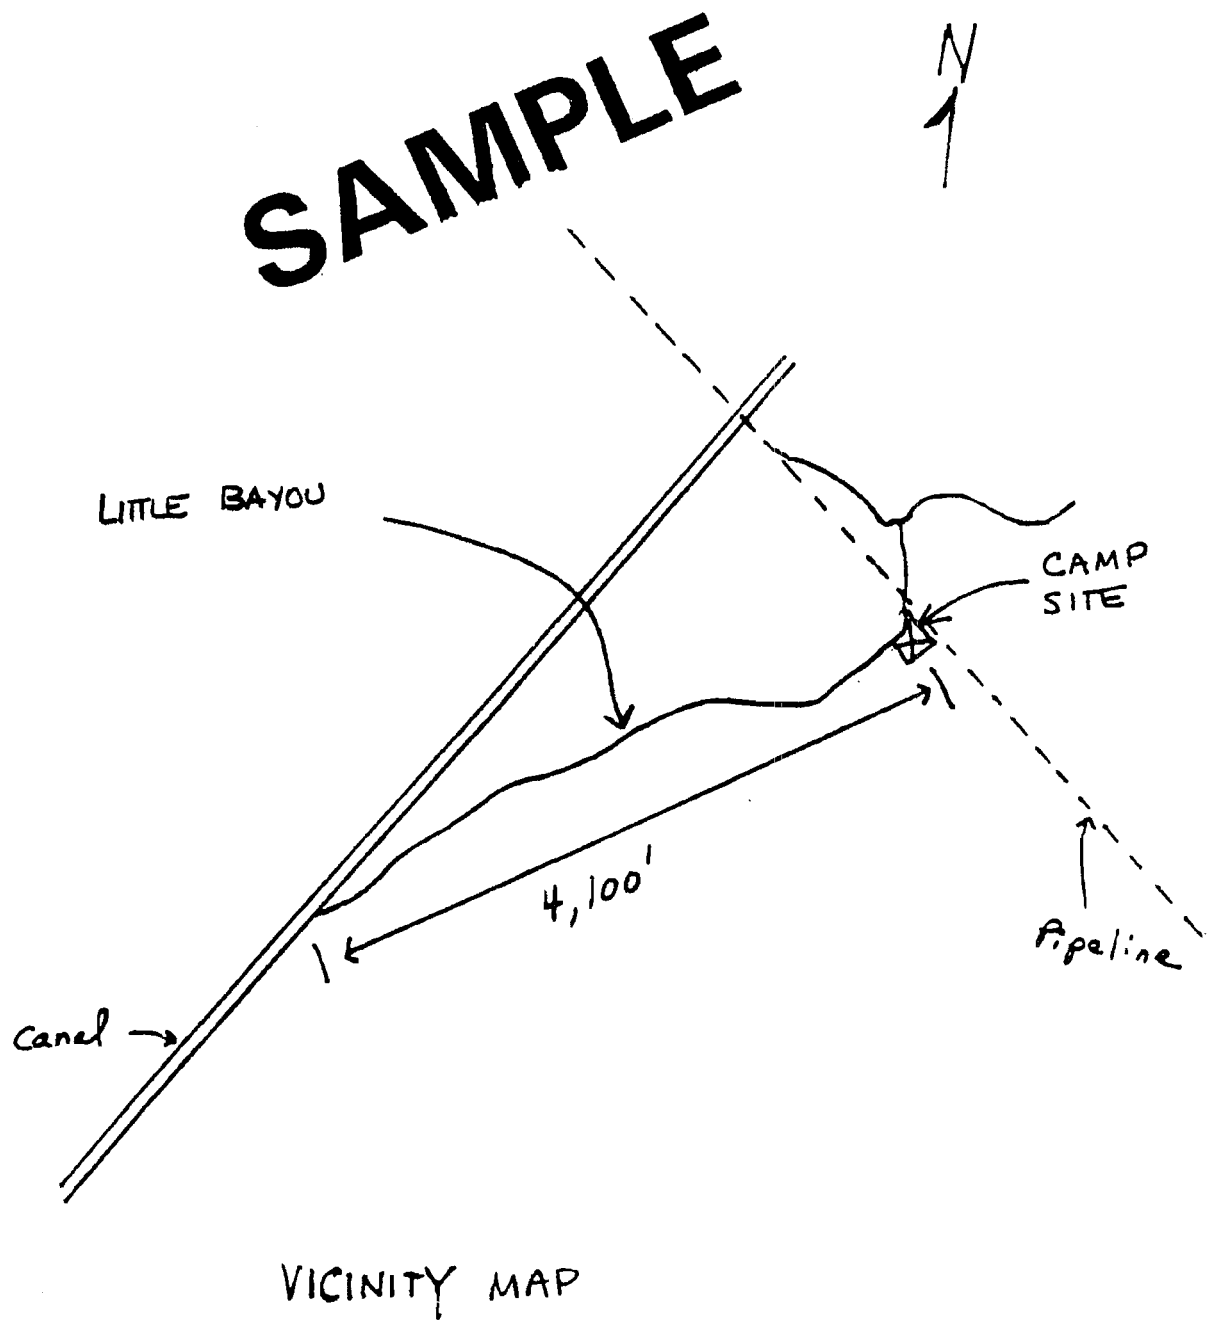 SAMPLE
N
LITTLE BAYOU
CAMP
SITE
4,100'
Pipeline
Canal
VICINITY MAP